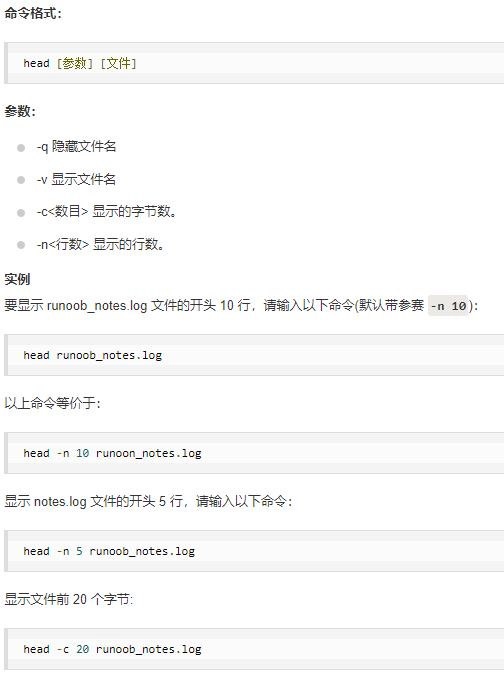 命令格式：
head [参数] [文件]
参数：
-q 隐藏文件名
-v 显示文件名
-c<数目> 显示的字节数。
-n<行数> 显示的行数。
实例
要显示 runoob_notes.log 文件的开头 10 行，请输入以下命令(默认带参赛 -n 10)：
head runoob_notes.log
以上命令等价于：
head -n 10 runoon_notes.log
显示 notes.log 文件的开头 5 行，请输入以下命令：
head -n 5 runoob_notes.log
显示文件前 20 个字节:
head -c 20 runoob_notes.log